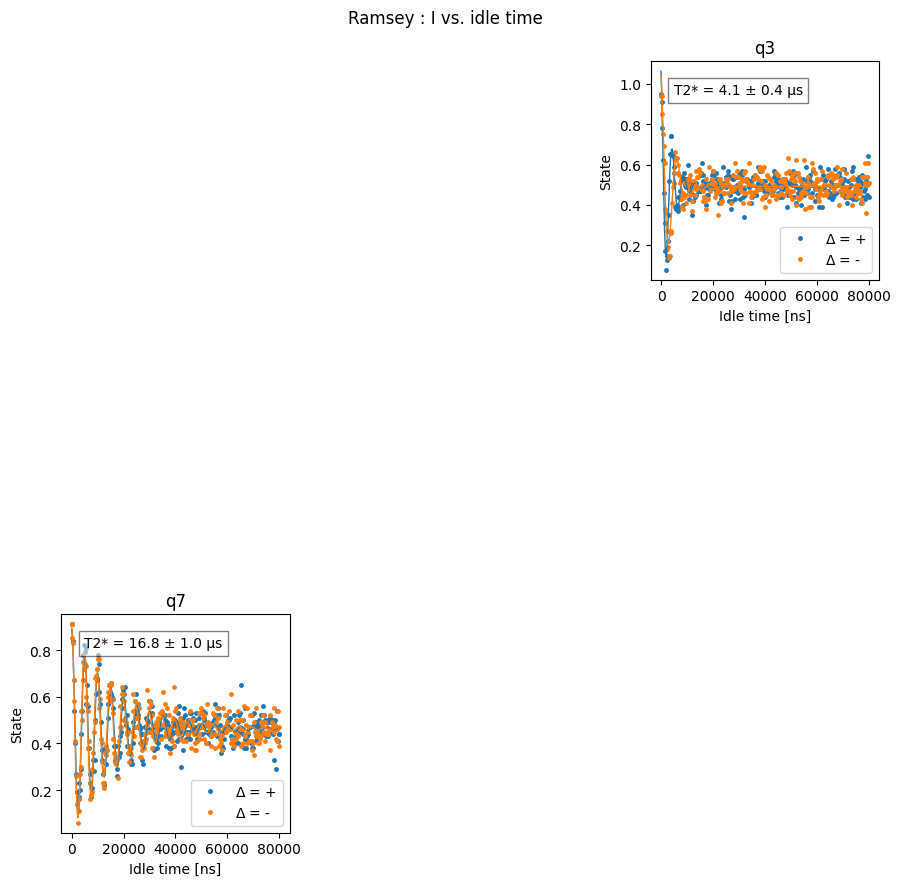 Ramsey : I vs. idle time
q3
T2* = 4.1 ± 0.4 µs
State
1.0
0.8
0.6
0.4
0.2
Δ = +
Δ = -
0 20000 40000 60000 80000
Idle time [ns]
q7
T2* = 16.8 ± 1.0 µs
State
0.8
0.6
0.4
0.2
Δ = +
Δ = -
0 20000 40000 60000 80000
Idle time [ns]